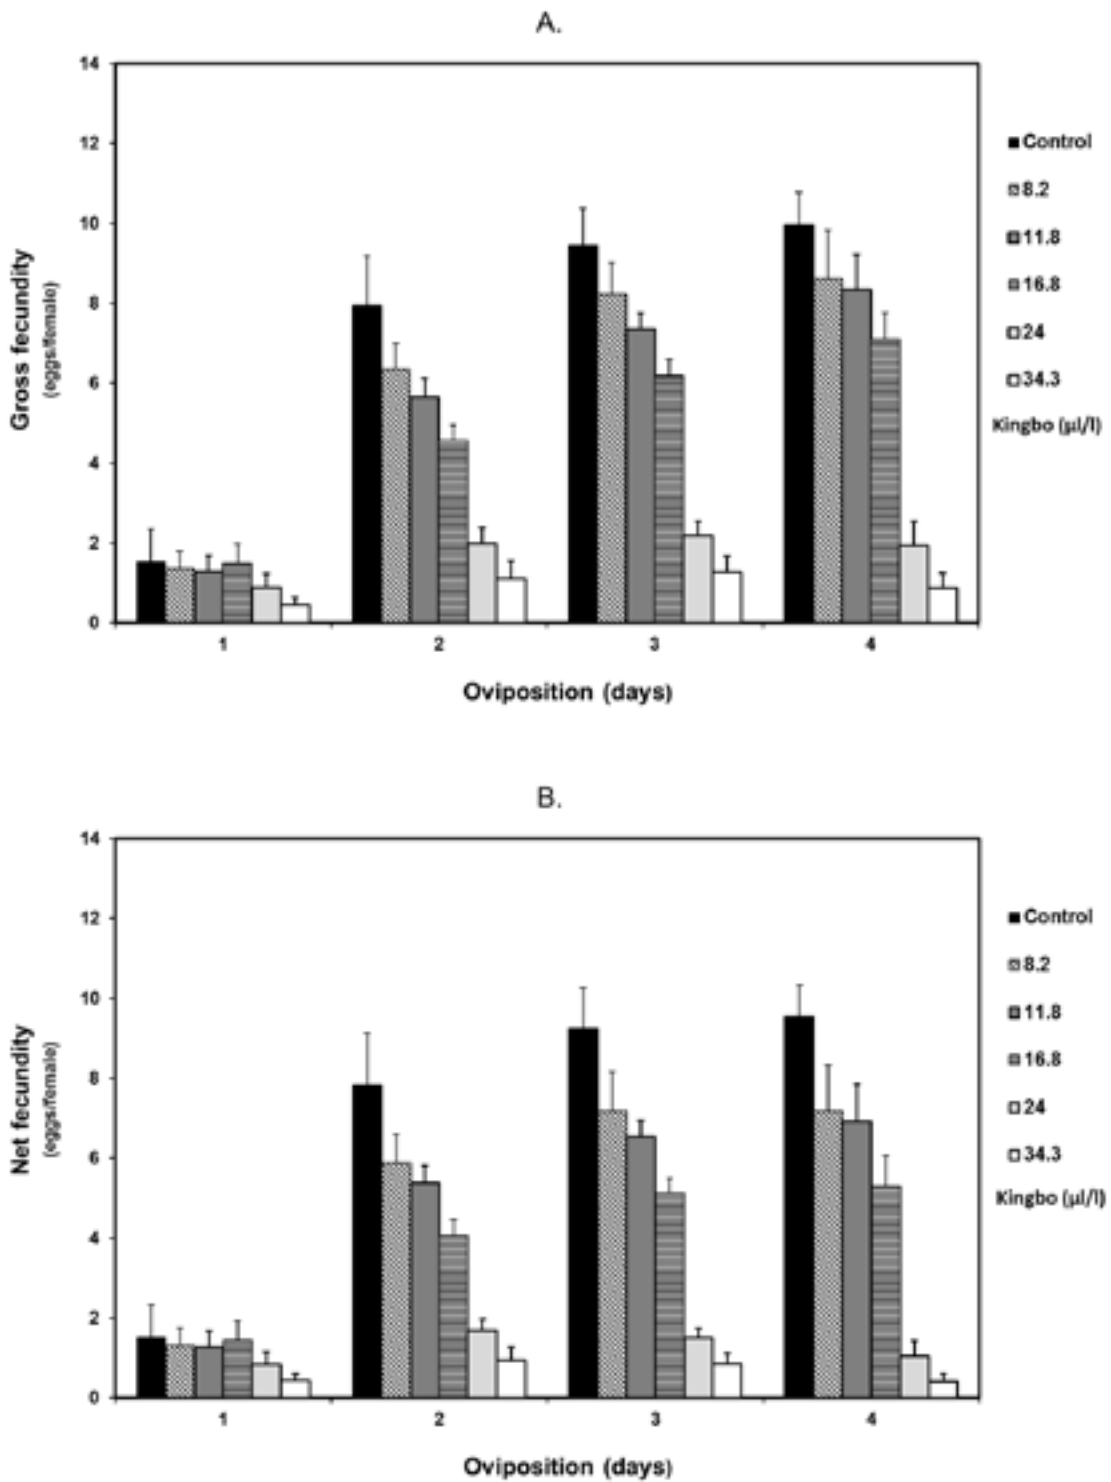 A.
14
12
10
8
6
4
2
0
Gross fecundity
(eggs/female)
1 2 3 4
Oviposition (days)
Control
8.2
11.8
16.8
24
34.3
Kingbo (µl/l)
B.
14
12
10
8
6
4
2
0
Net fecundity
(eggs/female)
1 2 3 4
Oviposition (days)
Control
8.2
11.8
16.8
24
34.3
Kingbo (µl/l)